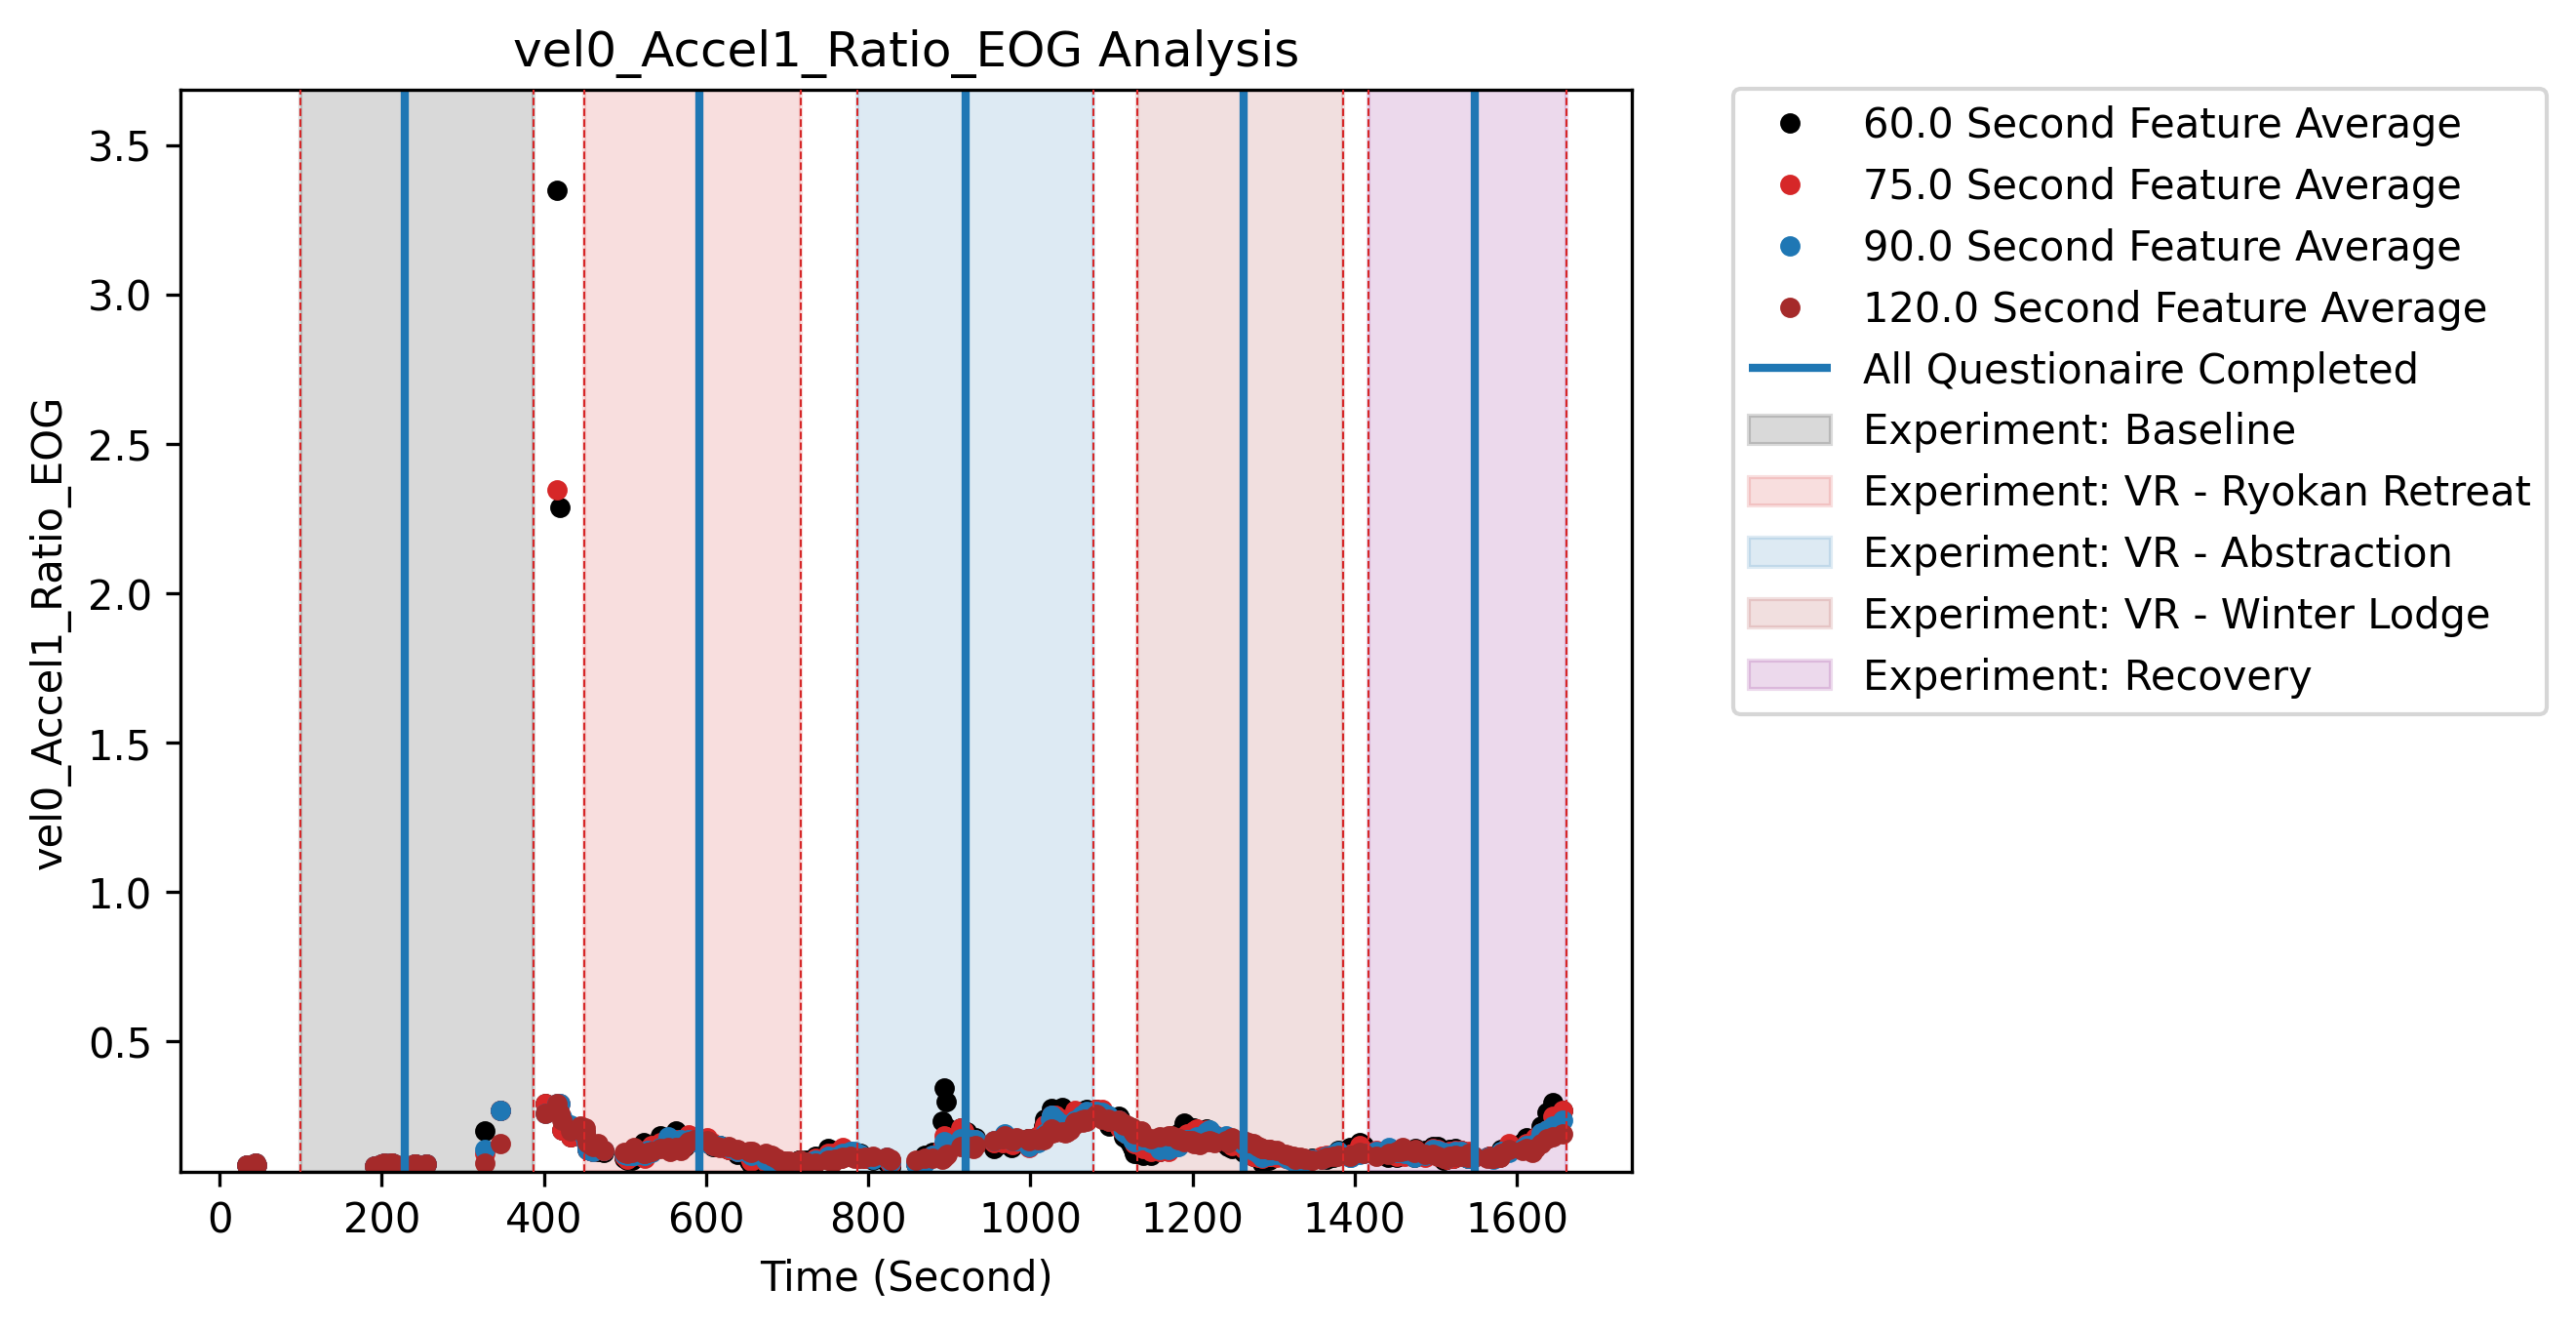 vel0_Accel1_Ratio_EOG Analysis
3.5
3.0
2.5
2.0
1.5
1.0
0.5
vel0_Accel1_Ratio_EOG
0 200 400 600 800 1000 1200 1400 1600
Time (Second)
60.0 Second Feature Average
75.0 Second Feature Average
90.0 Second Feature Average
120.0 Second Feature Average
All Questionaire Completed
Experiment: Baseline
Experiment: VR - Ryokan Retreat
Experiment: VR - Abstraction
Experiment: VR - Winter Lodge
Experiment: Recovery